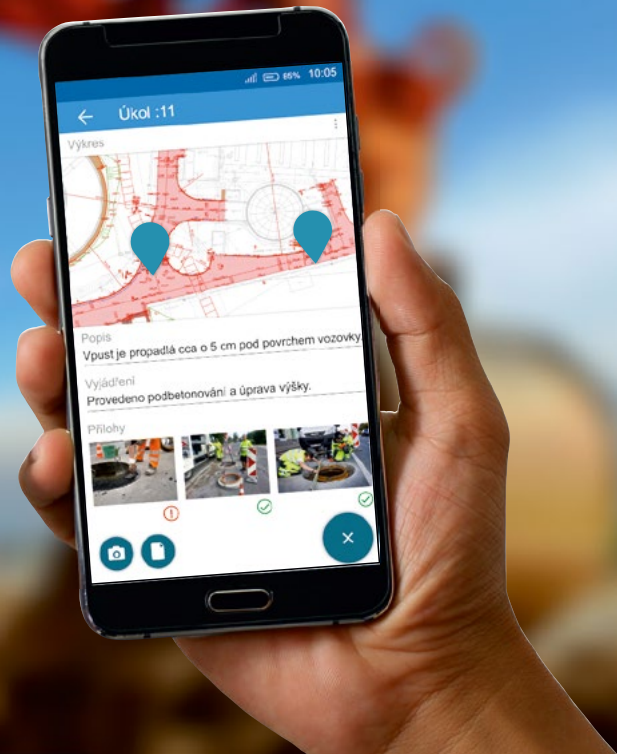 65% 10:05
Úkol :11
Výkres
Popis
Vpust je propadlá cca o 5 cm pod povrchem vozovky.
Vyjádření
Provedeno podbetonování a úprava výšky.
Přílohy